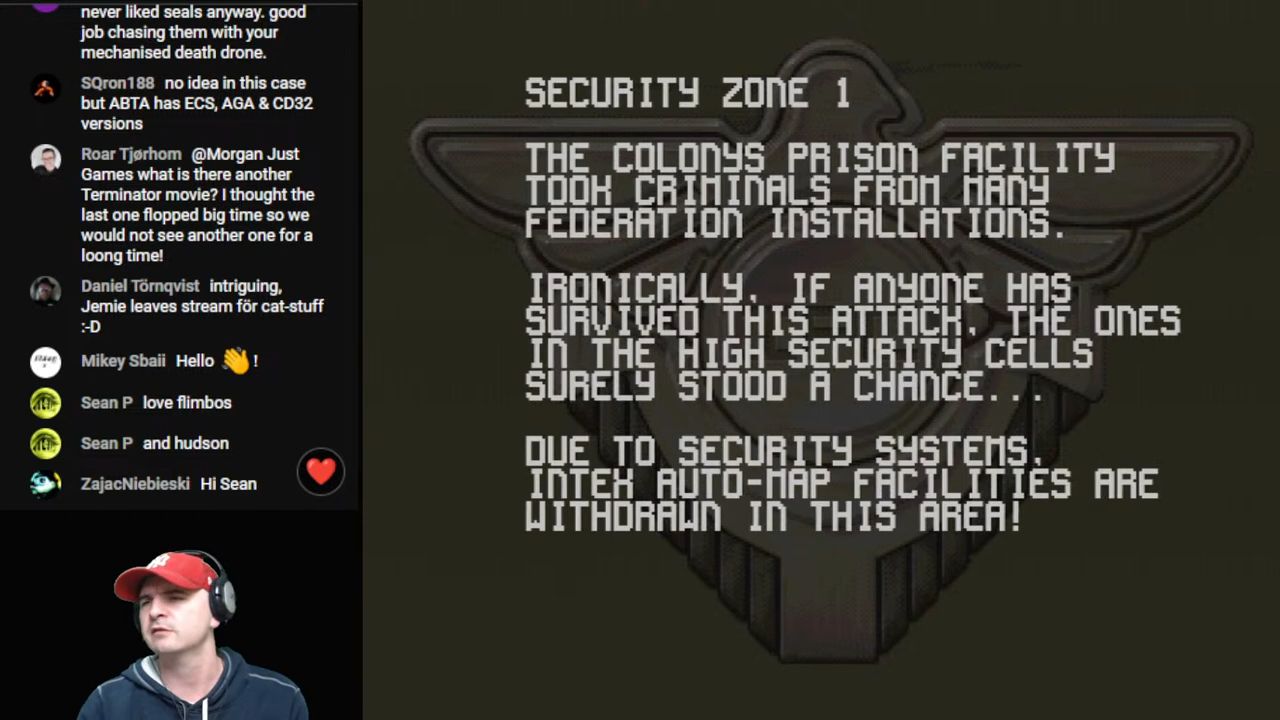 never liked seals anyway. good
job chasing them with your
mechanised death drone.
SQron188 no idea in this case
but ABTA has ECS, AGA & CD32
versions
Roar Tjørhom @Morgan Just
Games what is there another
Terminator movie? I thought the
last one flopped big time so we
would not see another one for a
loong time!
Daniel Törnqvist intriguing,
Jemie leaves stream för cat-stuff
:-D
Mikey Sbaii Hello 👋 !
Sean P love flimbos
Sean P and hudson
ZajacNiebieski Hi Sean
SECURITY ZONE 1
THE COLONYS PRISON FACILITY
TOOK CRIMINALS FROM MANY
FEDERATION INSTALLATIONS.
IRONICALLY, IF ANYONE HAS
SURVIVED THIS ATTACK, THE ONES
IN THE HIGH SECURITY CELLS
SURELY STOOD A CHANCE...
DUE TO SECURITY SYSTEMS,
INTEX AUTO-MAP FACILITIES ARE
WITHDRAWN IN THIS AREA!